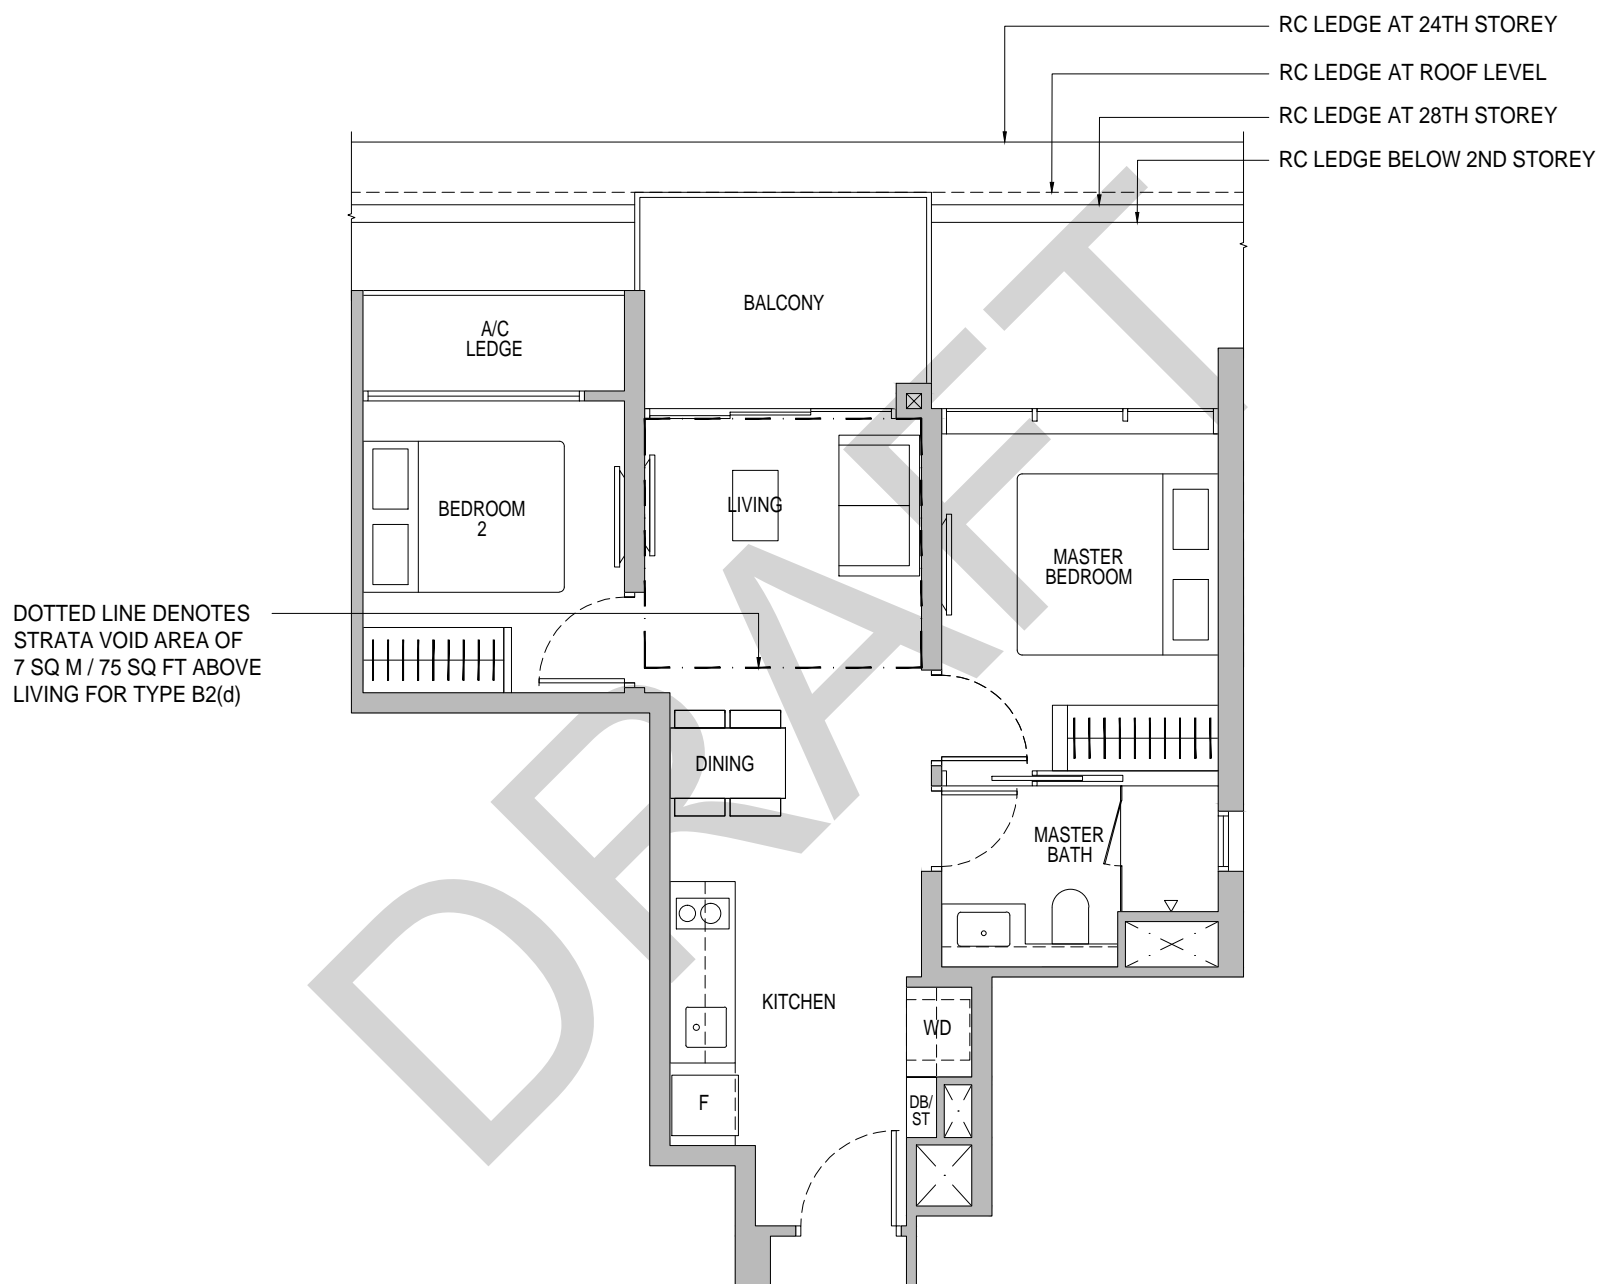 RC LEDGE AT 24TH STOREY
RC LEDGE AT ROOF LEVEL
RC LEDGE AT 28TH STOREY
RC LEDGE BELOW 2ND STOREY
BALCONY
A/C
LEDGE
LIVING
BEDROOM
2
MASTER
BEDROOM
DOTTED LINE DENOTES
STRATA VOID AREA OF
7 SQ M / 75 SQ FT ABOVE
LIVING FOR TYPE B2(d)
DINING
MASTER
BATH
KITCHEN
WD
F
DB/
ST
DRAFT